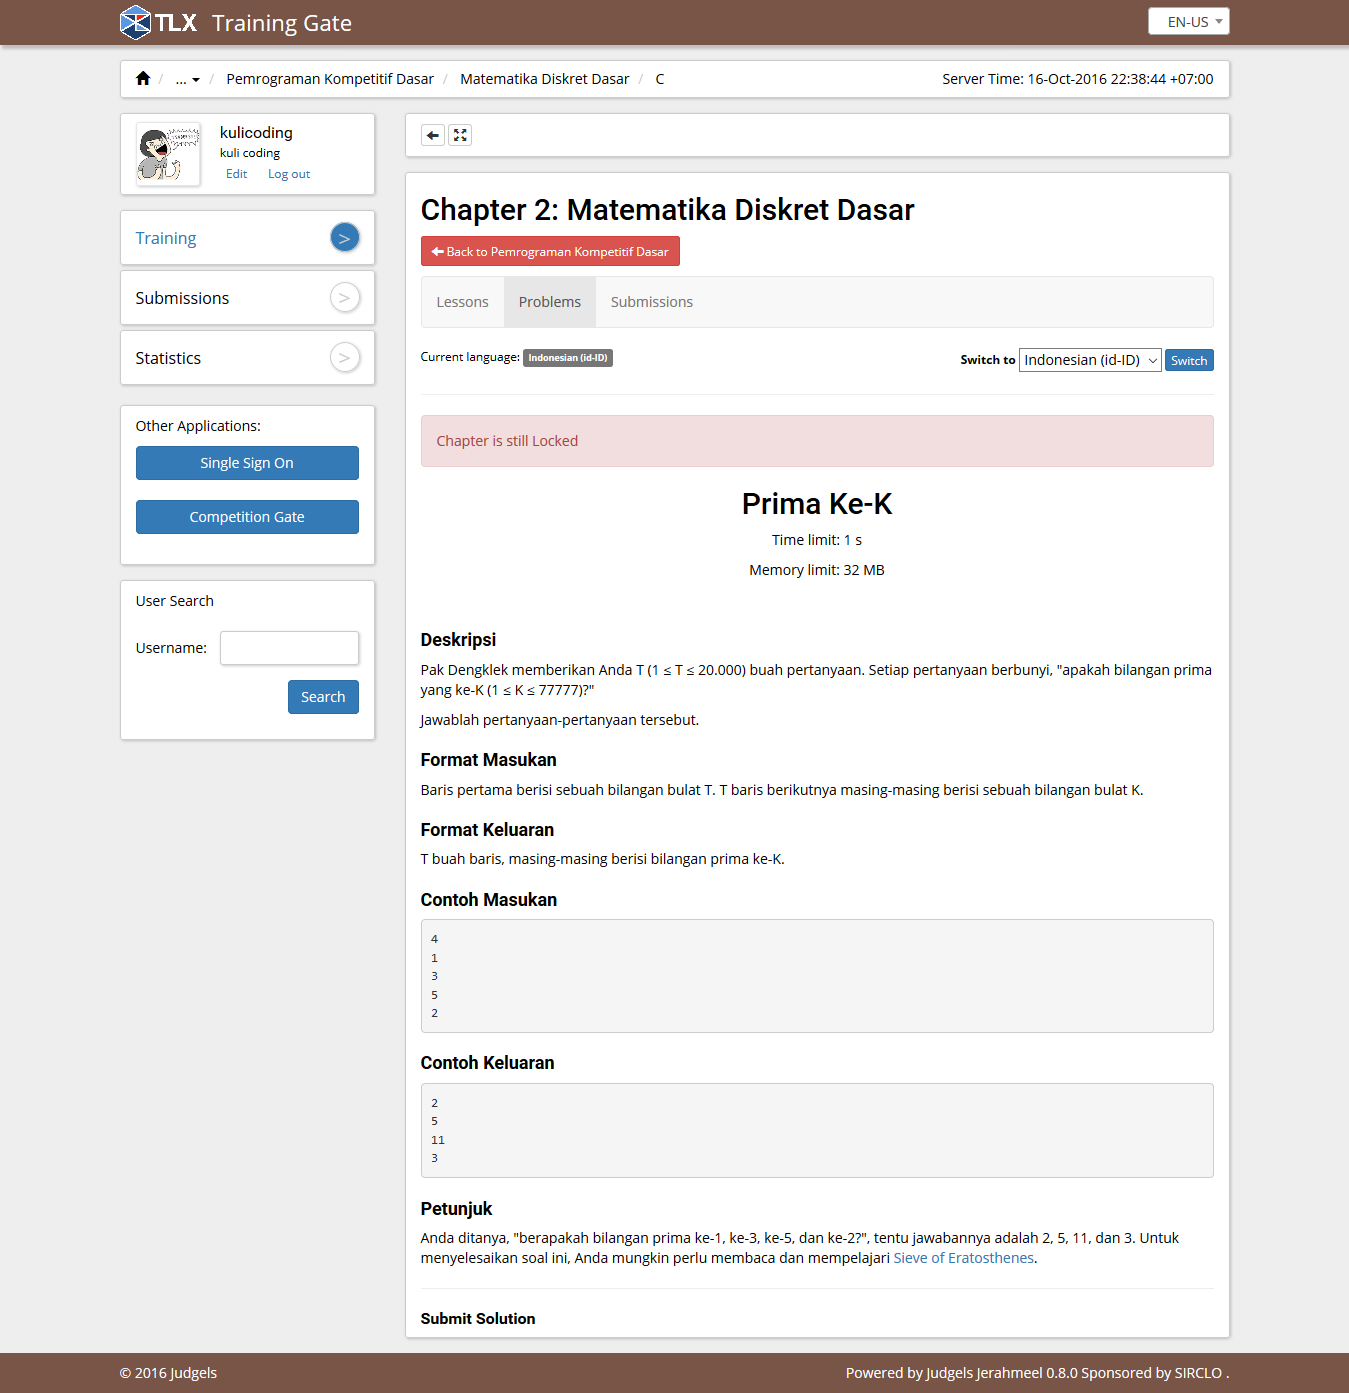 TLX Training Gate
EN-US
/ ... / Pemrograman Kompetitif Dasar / Matematika Diskret Dasar / C
Server Time: 16-Oct-2016 22:38:44 +07:00
kulicoding
kuli coding
Edit Log out
Training >
Submissions >
Statistics >
Other Applications:
Single Sign On
Competition Gate
User Search
Username:
Search
Chapter 2: Matematika Diskret Dasar
Back to Pemrograman Kompetitif Dasar
Lessons Problems Submissions
Current language: Indonesian (id-ID)
Switch to Indonesian (id-ID) Switch
Chapter is still Locked
Prima Ke-K
Time limit: 1 s
Memory limit: 32 MB
Deskripsi
Pak Dengklek memberikan Anda T (1 ≤ T ≤ 20.000) buah pertanyaan. Setiap pertanyaan berbunyi, "apakah bilangan prima
yang ke-K (1 ≤ K ≤ 77777)?"
Jawablah pertanyaan-pertanyaan tersebut.
Format Masukan
Baris pertama berisi sebuah bilangan bulat T. T baris berikutnya masing-masing berisi sebuah bilangan bulat K.
Format Keluaran
T buah baris, masing-masing berisi bilangan prima ke-K.
Contoh Masukan
4
1
3
5
2
Contoh Keluaran
2
5
11
3
Petunjuk
Anda ditanya, "berapakah bilangan prima ke-1, ke-3, ke-5, dan ke-2?", tentu jawabannya adalah 2, 5, 11, dan 3. Untuk
menyelesaikan soal ini, Anda mungkin perlu membaca dan mempelajari Sieve of Eratosthenes.
Submit Solution
© 2016 Judgels
Powered by Judgels Jerahmeel 0.8.0 Sponsored by SIRCLO .